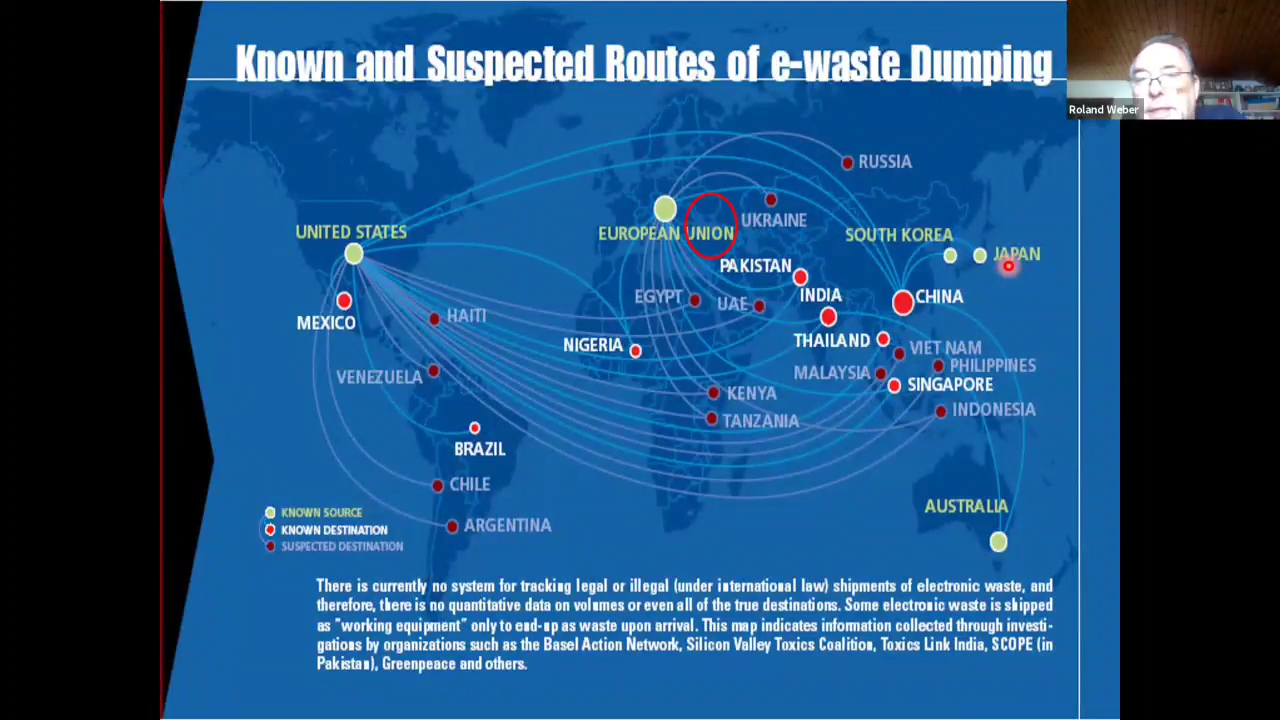 Known and Suspected Routes of e-waste Dumping
Roland Weber
RUSSIA
UKRAINE
UNITED STATES
EUROPEAN UNION
SOUTH KOREA
JAPAN
PAKISTAN
INDIA
CHINA
EGYPT
UAE
MEXICO
HAITI
NIGERIA
THAILAND
VIET NAM
PHILIPPINES
VENEZUELA
MALAYSIA
SINGAPORE
KENYA
INDONESIA
TANZANIA
BRAZIL
CHILE
AUSTRALIA
ARGENTINA
KNOWN SOURCE
KNOWN DESTINATION
SUSPECTED DESTINATION
There is currently no system for tracking legal or illegal (under international law) shipments of electronic waste, and
therefore, there is no quantitative data on volumes or even all of the true destinations. Some electronic waste is shipped
as "working equipment" only to end-up as waste upon arrival. This map indicates information collected through investi-
gations by organizations such as the Basel Action Network, Silicon Valley Toxics Coalition, Toxics Link India, SCOPE (in
Pakistan), Greenpeace and others.